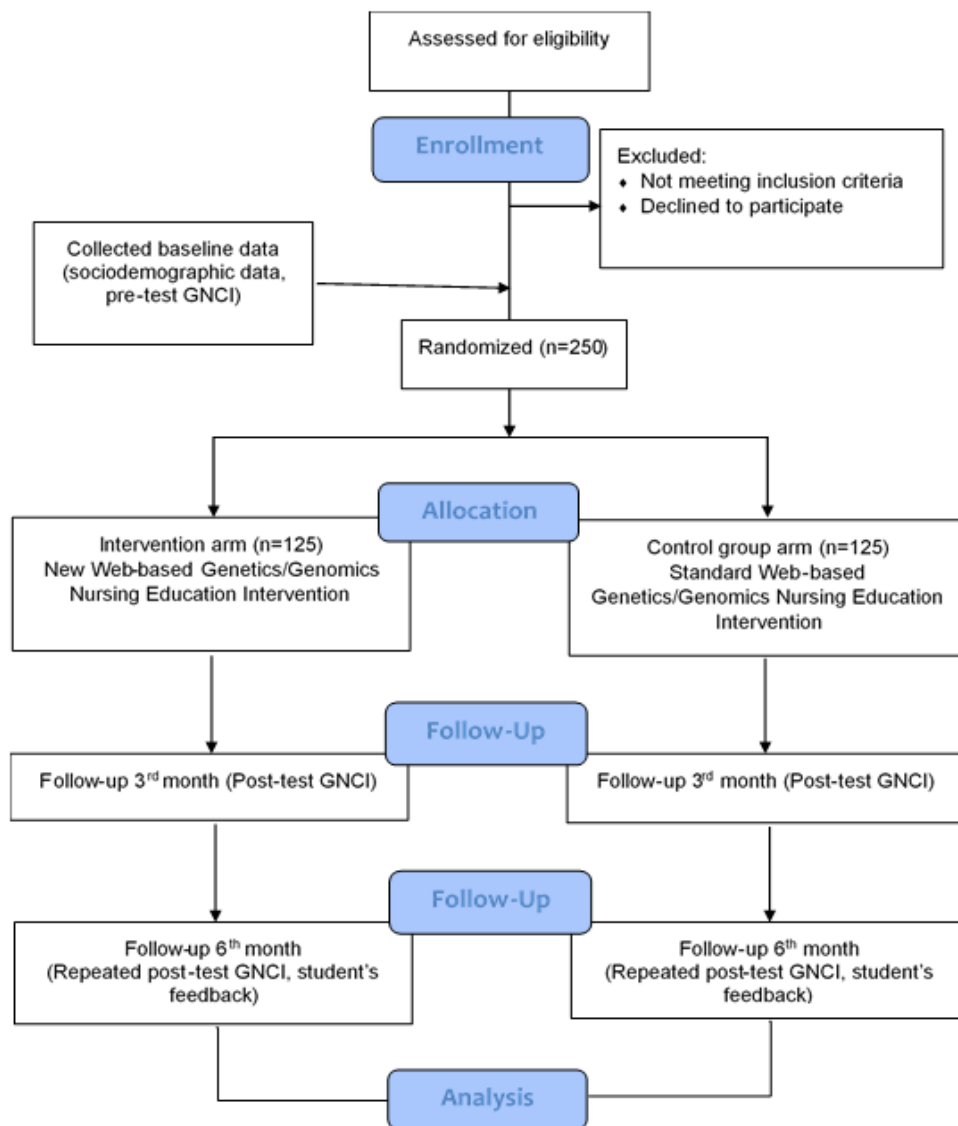 Assessed for eligibility
Enrollment
Excluded:
♦ Not meeting inclusion criteria
♦ Declined to participate
Collected baseline data
(sociodemographic data,
pre-test GNCI)
Randomized (n=250)
Allocation
Intervention arm (n=125)
New Web-based Genetics/Genomics
Nursing Education Intervention
Control group arm (n=125)
Standard Web-based
Genetics/Genomics Nursing Education
Intervention
Follow-Up
Follow-up 3rd month (Post-test GNCI)
Follow-up 3rd month (Post-test GNCI)
Follow-Up
Follow-up 6th month
(Repeated post-test GNCI, student's
feedback)
Follow-up 6th month
(Repeated post-test GNCI, student's
feedback)
Analysis